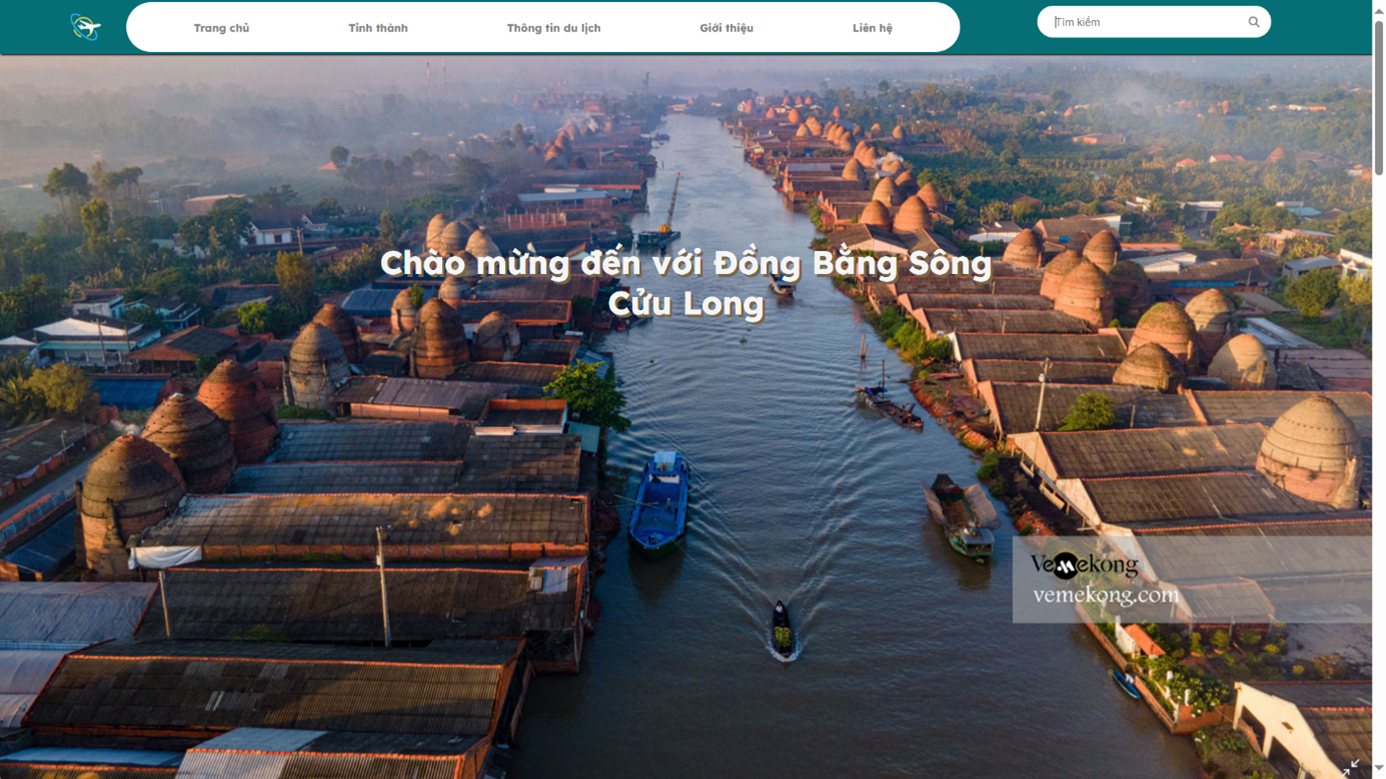 Trang chủ
Tỉnh thành
Thông tin du lịch
Giới thiệu
Liên hệ
Tìm kiếm
Chào mừng đến với Đồng Bằng Sông
Cửu Long
Vemekong
vemekong.com